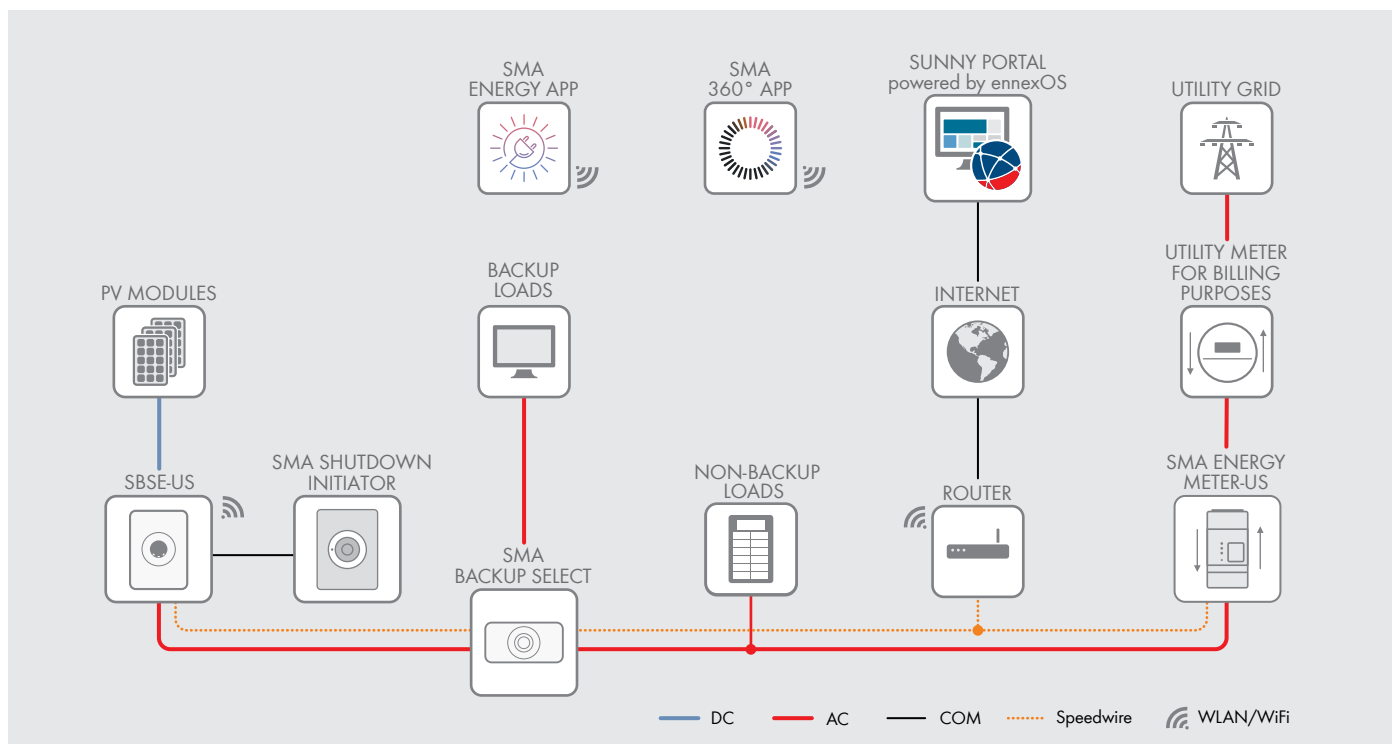 SMA
ENERGY APP
SMA
360° APP
SUNNY PORTAL
powered by ennexOS
UTILITY GRID
PV MODULES
BACKUP
LOADS
INTERNET
UTILITY METER
FOR BILLING
PURPOSES
SBSE-US
SMA SHUTDOWN
INITIATOR
NON-BACKUP
LOADS
ROUTER
SMA ENERGY
METER-US
SMA
BACKUP SELECT
DC
AC
COM
Speedwire
WLAN/WiFi